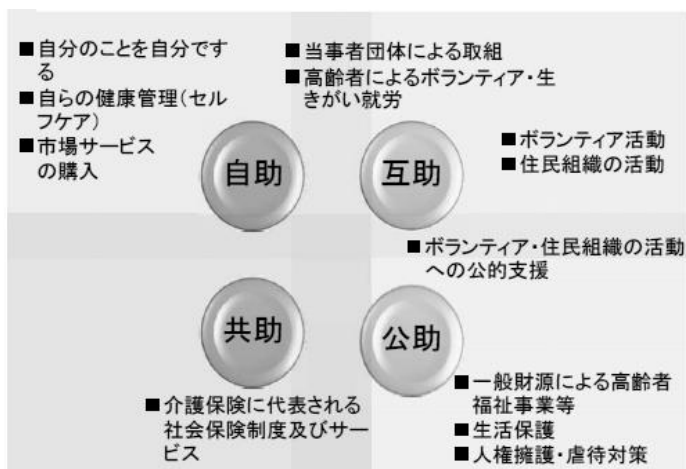 ■自分のことを自分です
る
■自らの健康管理(セル
フケア)
■市場サービス
の購入
■当事者団体による取組
■高齢者によるボランティア・生
きがい就労
■ボランティア活動
■住民組織の活動
自助
互助
■ボランティア・住民組織の活動
への公的支援
共助
公助
■介護保険に代表される
社会保険制度及びサー
ビス
■一般財源による高齢者
福祉事業等
■生活保護
■人権擁護・虐待対策